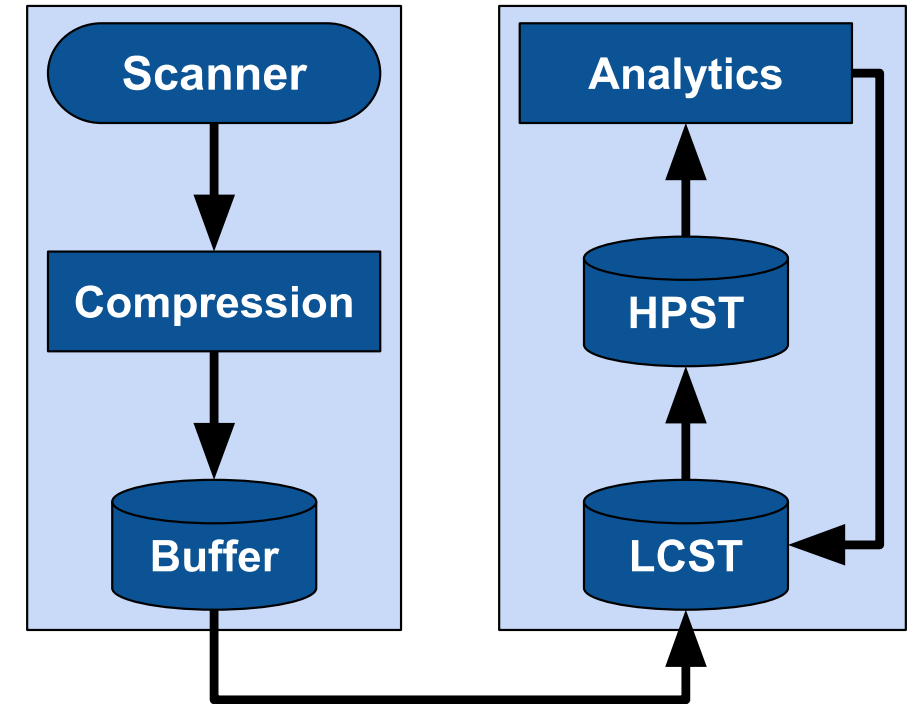 Scanner
Compression
Buffer
Analytics
HPST
LCST